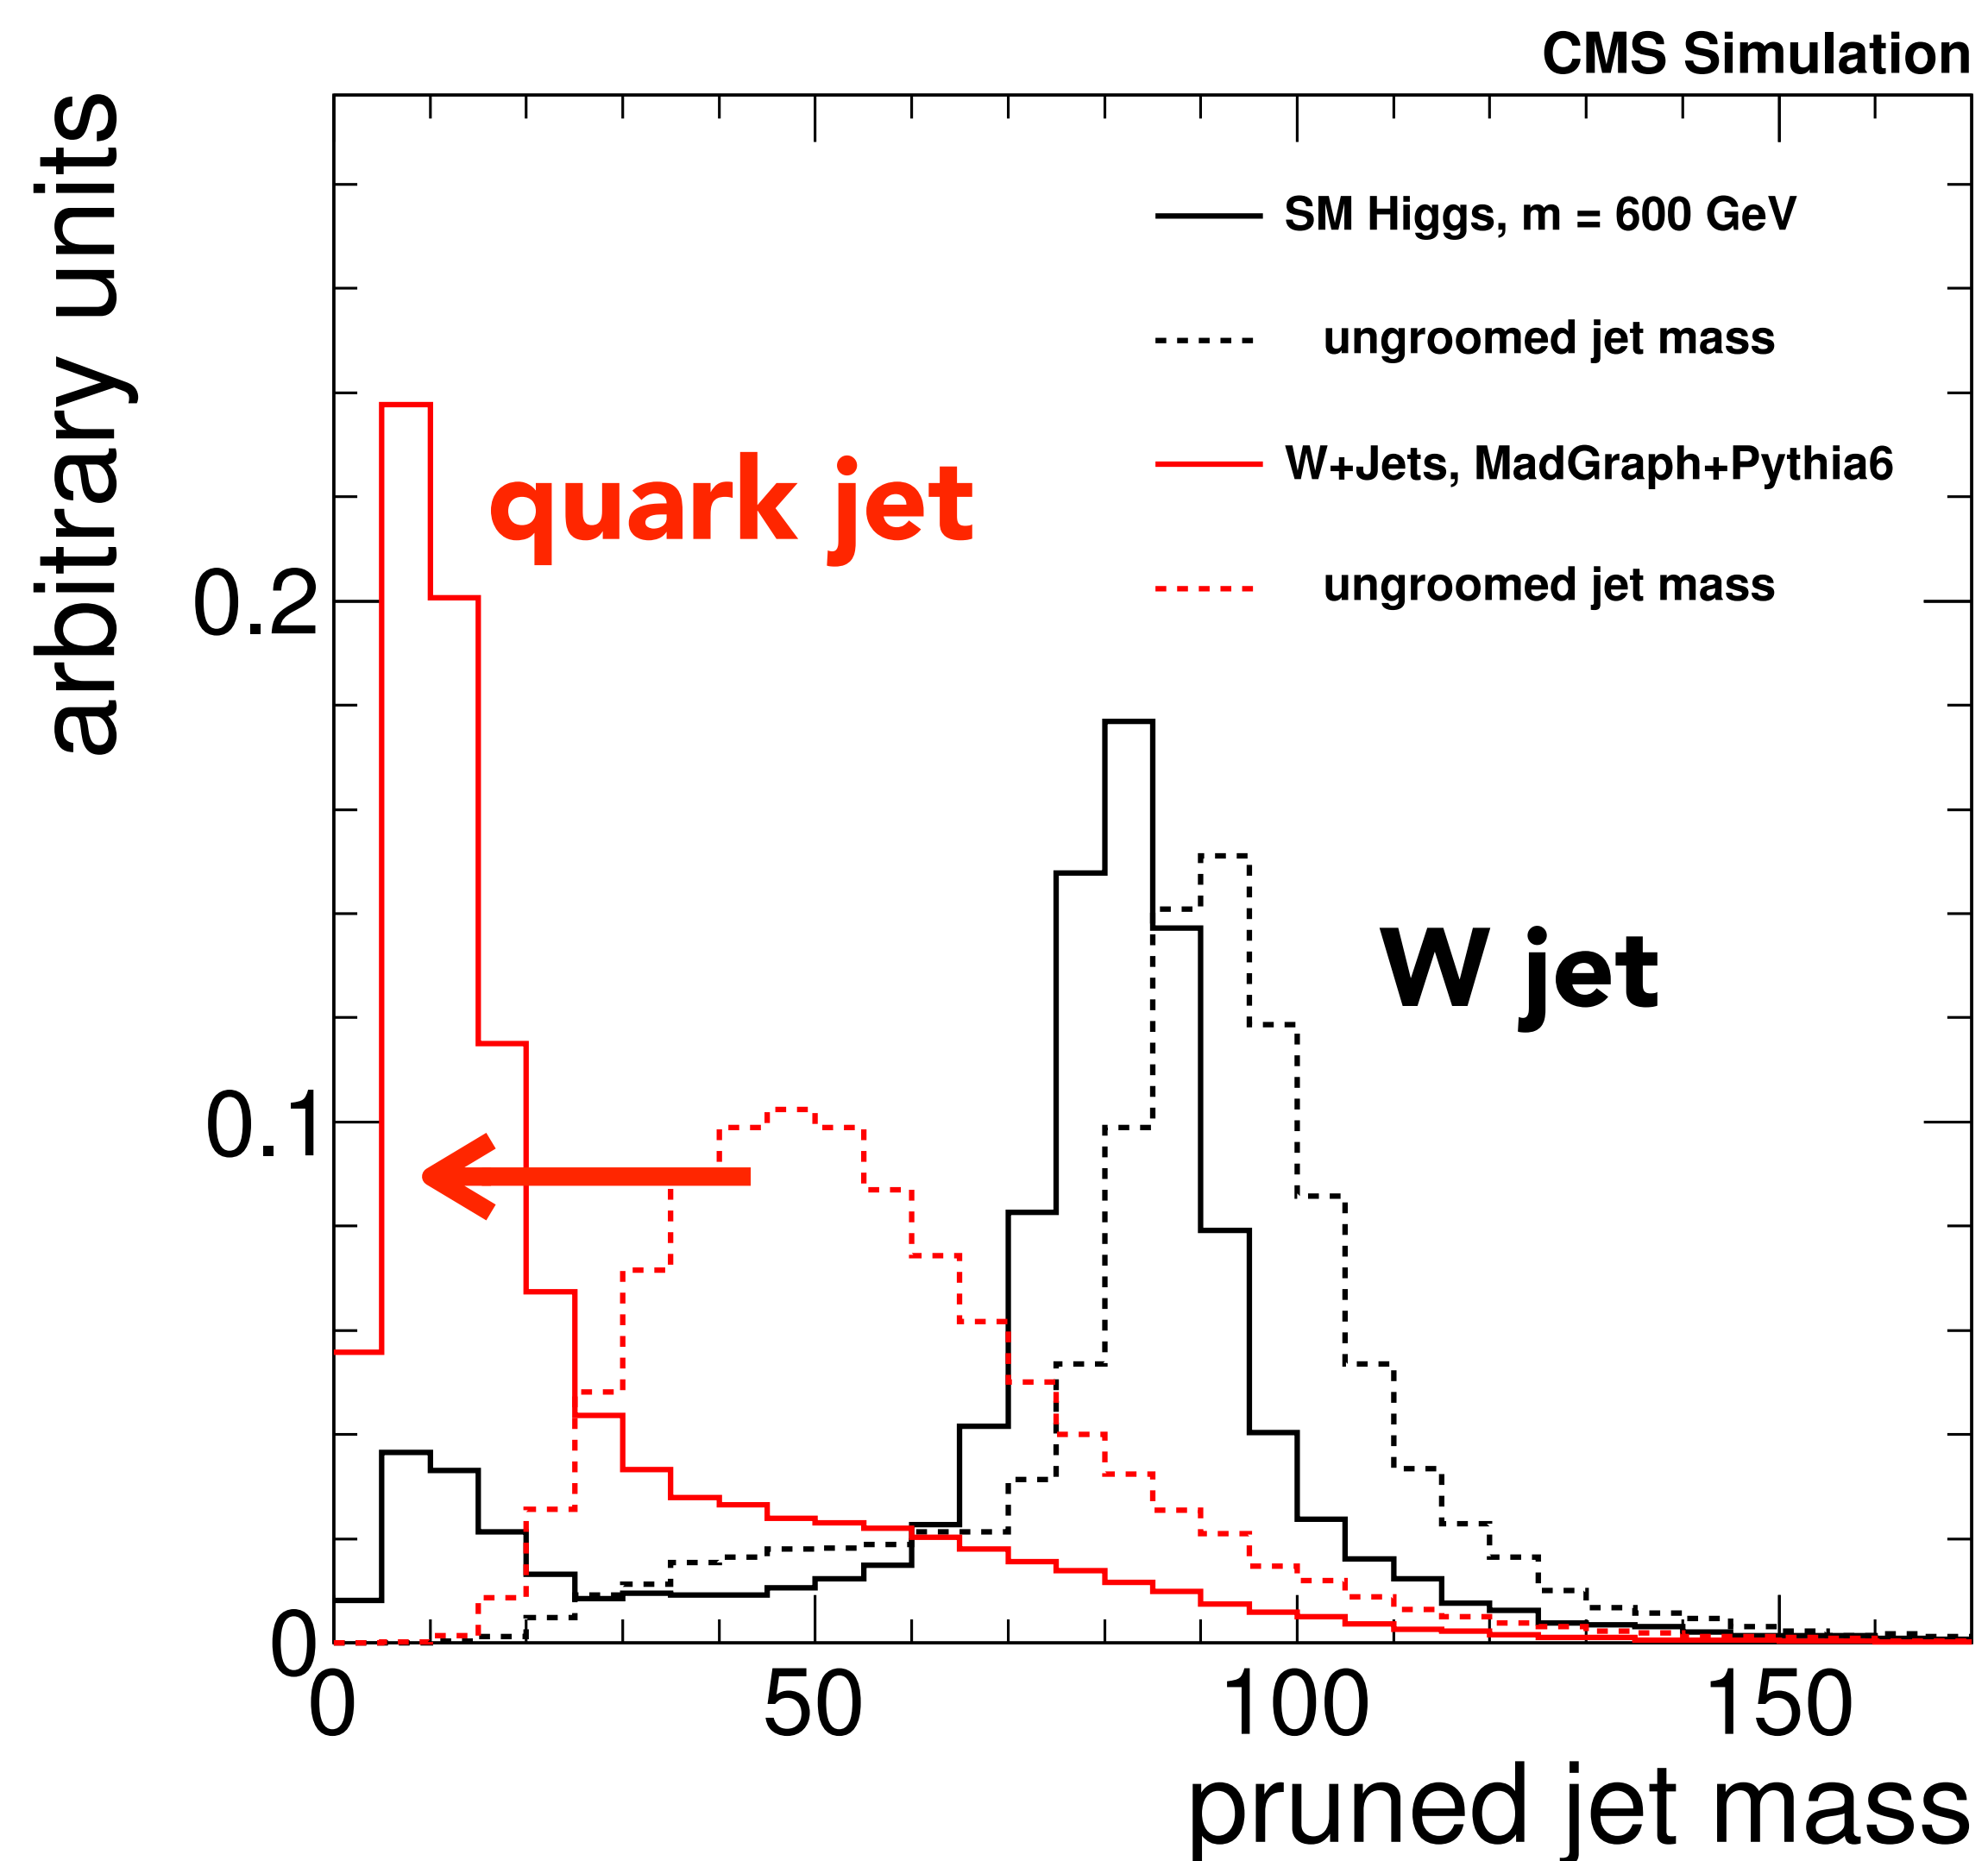 CMS Simulation
arbitrary units
SM Higgs, m = 600 GeV
ungroomed jet mass
W+Jets, MadGraph+Pythia6
ungroomed jet mass
quark jet
W jet
0.2
0.1
0
0 50 100 150
pruned jet mass